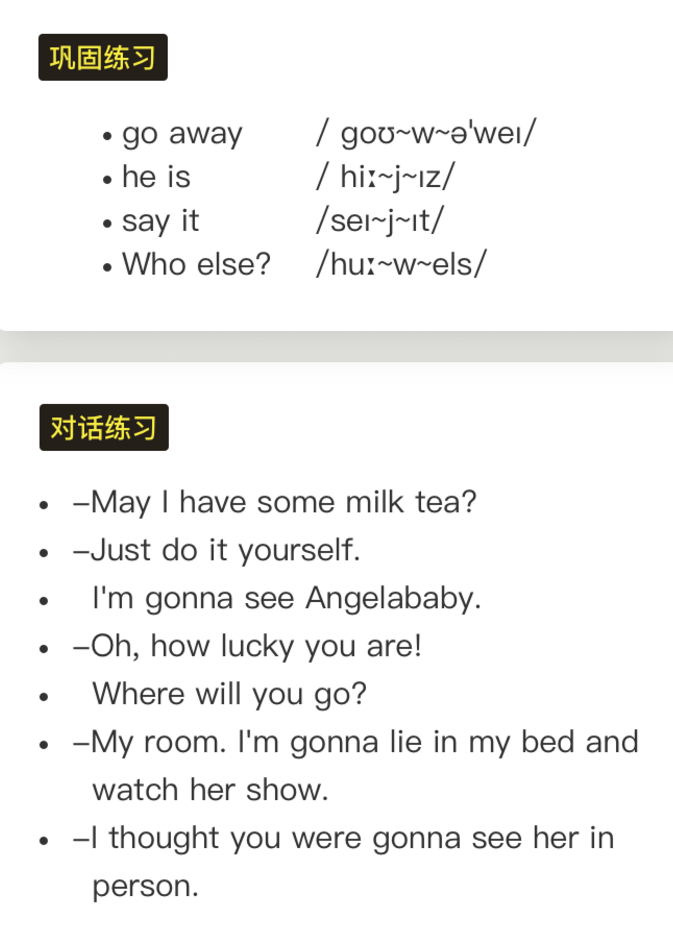 巩固练习
• go away / goʊ~w~ə'weɪ/
• he is / hiː~j~ɪz/
• say it /seɪ~j~ɪt/
• Who else? /huː~w~els/
对话练习
• –May I have some milk tea?
• –Just do it yourself.
• I'm gonna see Angelababy.
• –Oh, how lucky you are!
• Where will you go?
• –My room. I'm gonna lie in my bed and
watch her show.
• –I thought you were gonna see her in
person.